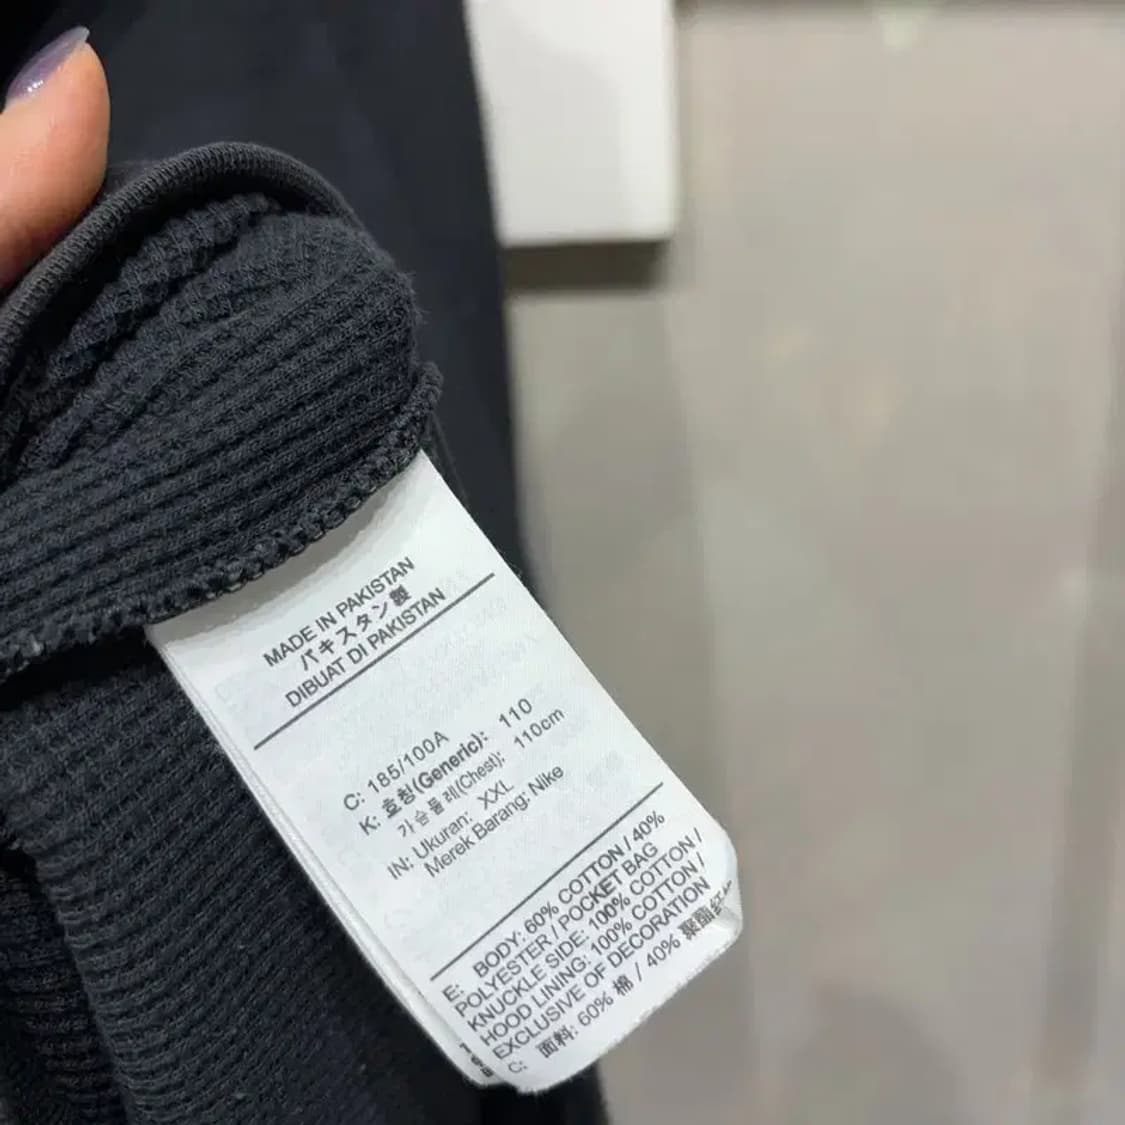 MADE IN PAKISTAN
パキスタン製
DIBUAT DI PAKISTAN
C: 185/100A
K: 호칭(Generic): 110
가슴둘레(Chest): 110cm
IN: Ukuran: XXL
Merek Barang: Nike
E: BODY: 60% COTTON / 40%
POLYESTER / POCKET BAG
KNUCKLE SIDE: 100% COTTON /
HOOD LINING: 100% COTTON /
EXCLUSIVE OF DECORATION
C: 面料: 60% 棉 / 40% 聚酯纤